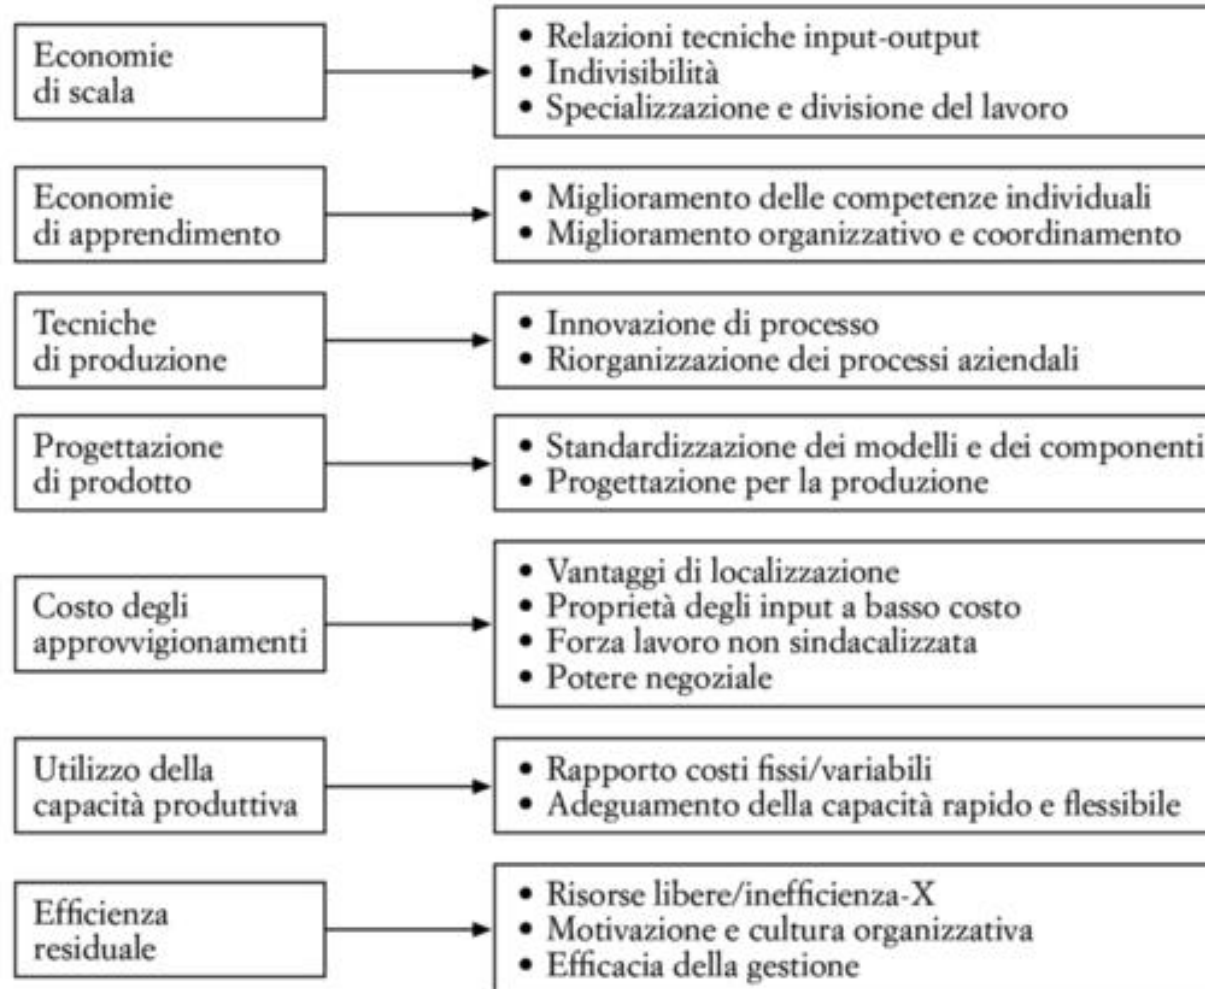 Economie
di scala
• Relazioni tecniche input-output
• Indivisibilità
• Specializzazione e divisione del lavoro
Economie
di apprendimento
• Miglioramento delle competenze individuali
• Miglioramento organizzativo e coordinamento
Tecniche
di produzione
• Innovazione di processo
• Riorganizzazione dei processi aziendali
Progettazione
di prodotto
• Standardizzazione dei modelli e dei componenti
• Progettazione per la produzione
Costo degli
approvvigionamenti
• Vantaggi di localizzazione
• Proprietà degli input a basso costo
• Forza lavoro non sindacalizzata
• Potere negoziale
Utilizzo della
capacità produttiva
• Rapporto costi fissi/variabili
• Adeguamento della capacità rapido e flessibile
Efficienza
residuale
• Risorse libere/inefficienza-X
• Motivazione e cultura organizzativa
• Efficacia della gestione